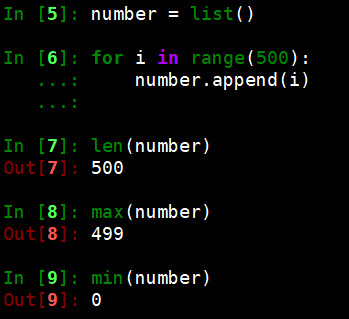 In [5]: number = list()
In [6]: for i in range(500):
   ...:     number.append(i)
   ...:
In [7]: len(number)
Out[7]: 500
In [8]: max(number)
Out[8]: 499
In [9]: min(number)
Out[9]: 0